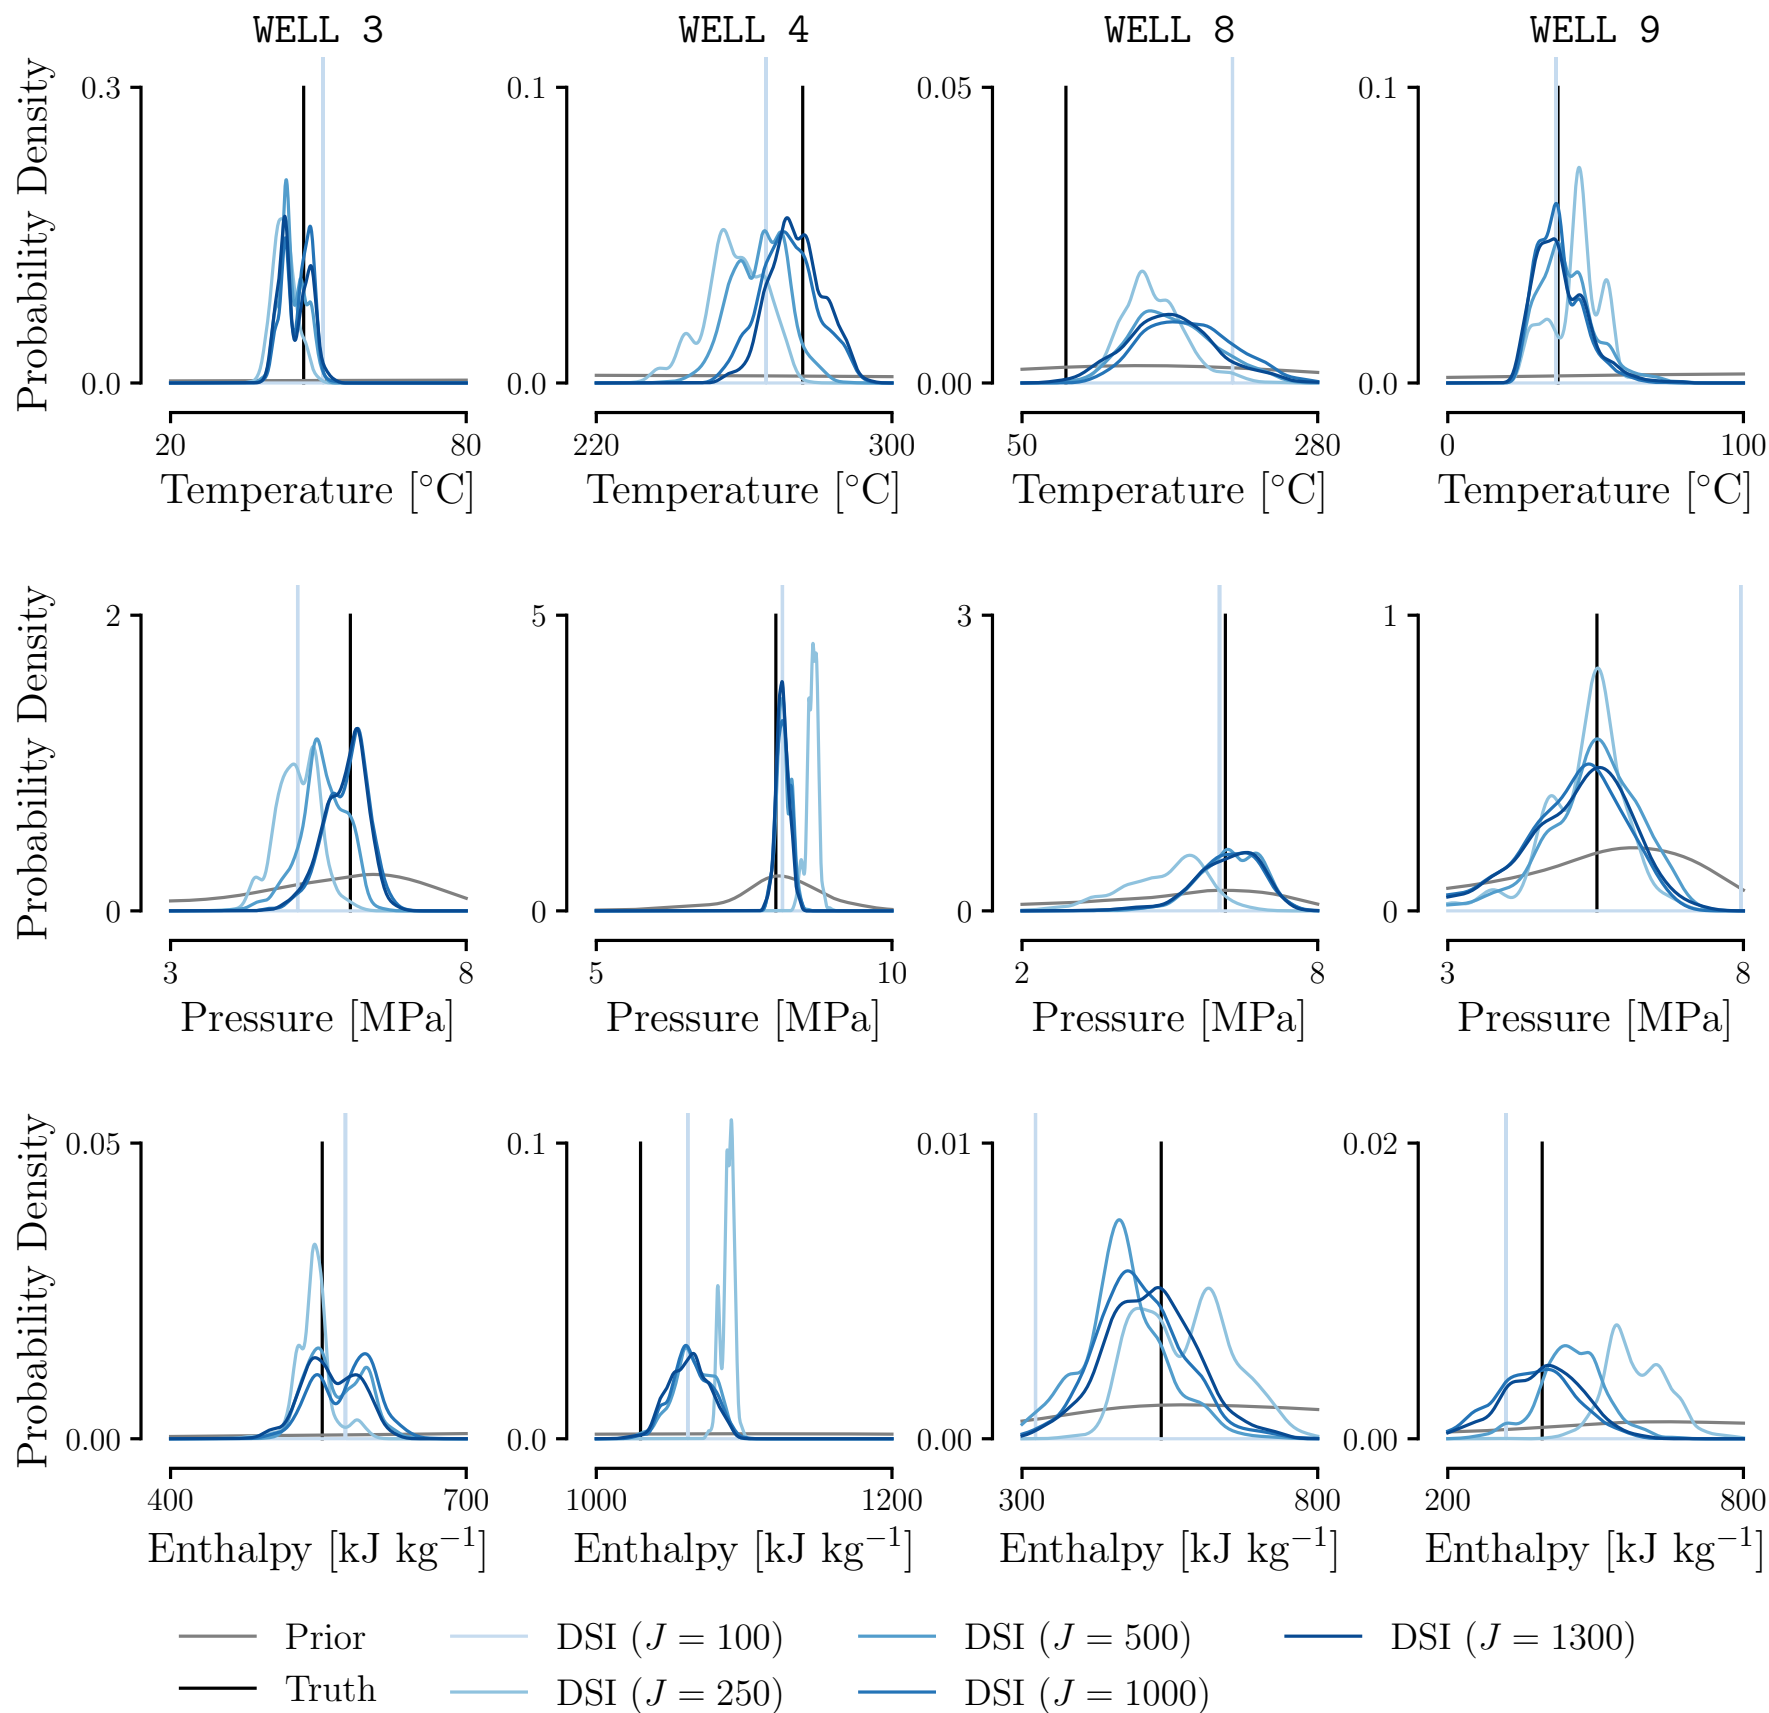 WELL 3 WELL 4 WELL 8 WELL 9
Probability Density
0.3 0.1 0.05 0.1
0.0 0.0 0.00 0.0
20 80 220 300 50 280 0 100
Temperature [°C] Temperature [°C] Temperature [°C] Temperature [°C]
Probability Density
2 5 3 1
0 0 0 0
3 8 5 10 2 8 3 8
Pressure [MPa] Pressure [MPa] Pressure [MPa] Pressure [MPa]
Probability Density
0.05 0.1 0.01 0.02
0.00 0.0 0.00 0.00
400 700 1000 1200 300 800 200 800
Enthalpy [kJ kg⁻¹] Enthalpy [kJ kg⁻¹] Enthalpy [kJ kg⁻¹] Enthalpy [kJ kg⁻¹]
Prior DSI (J = 100) DSI (J = 500) DSI (J = 1300)
Truth DSI (J = 250) DSI (J = 1000)